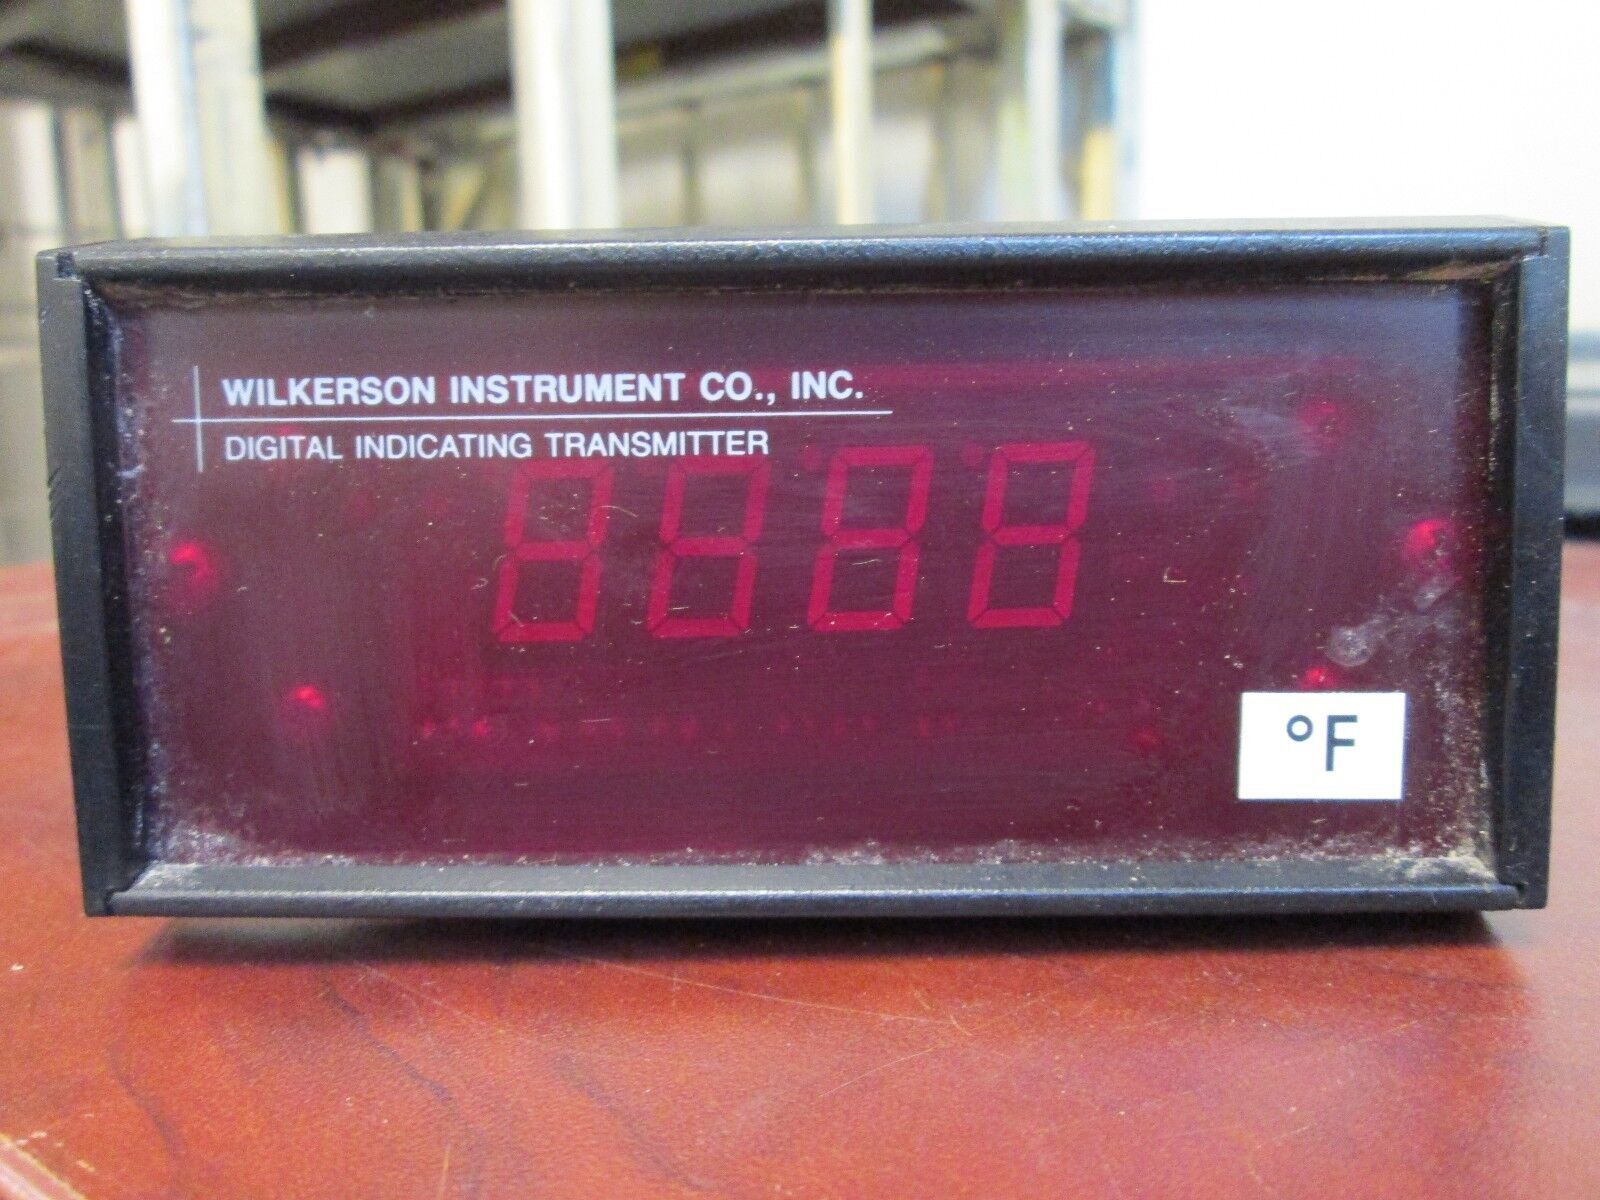 WILKERSON INSTRUMENT CO., INC.
DIGITAL INDICATING TRANSMITTER
°F